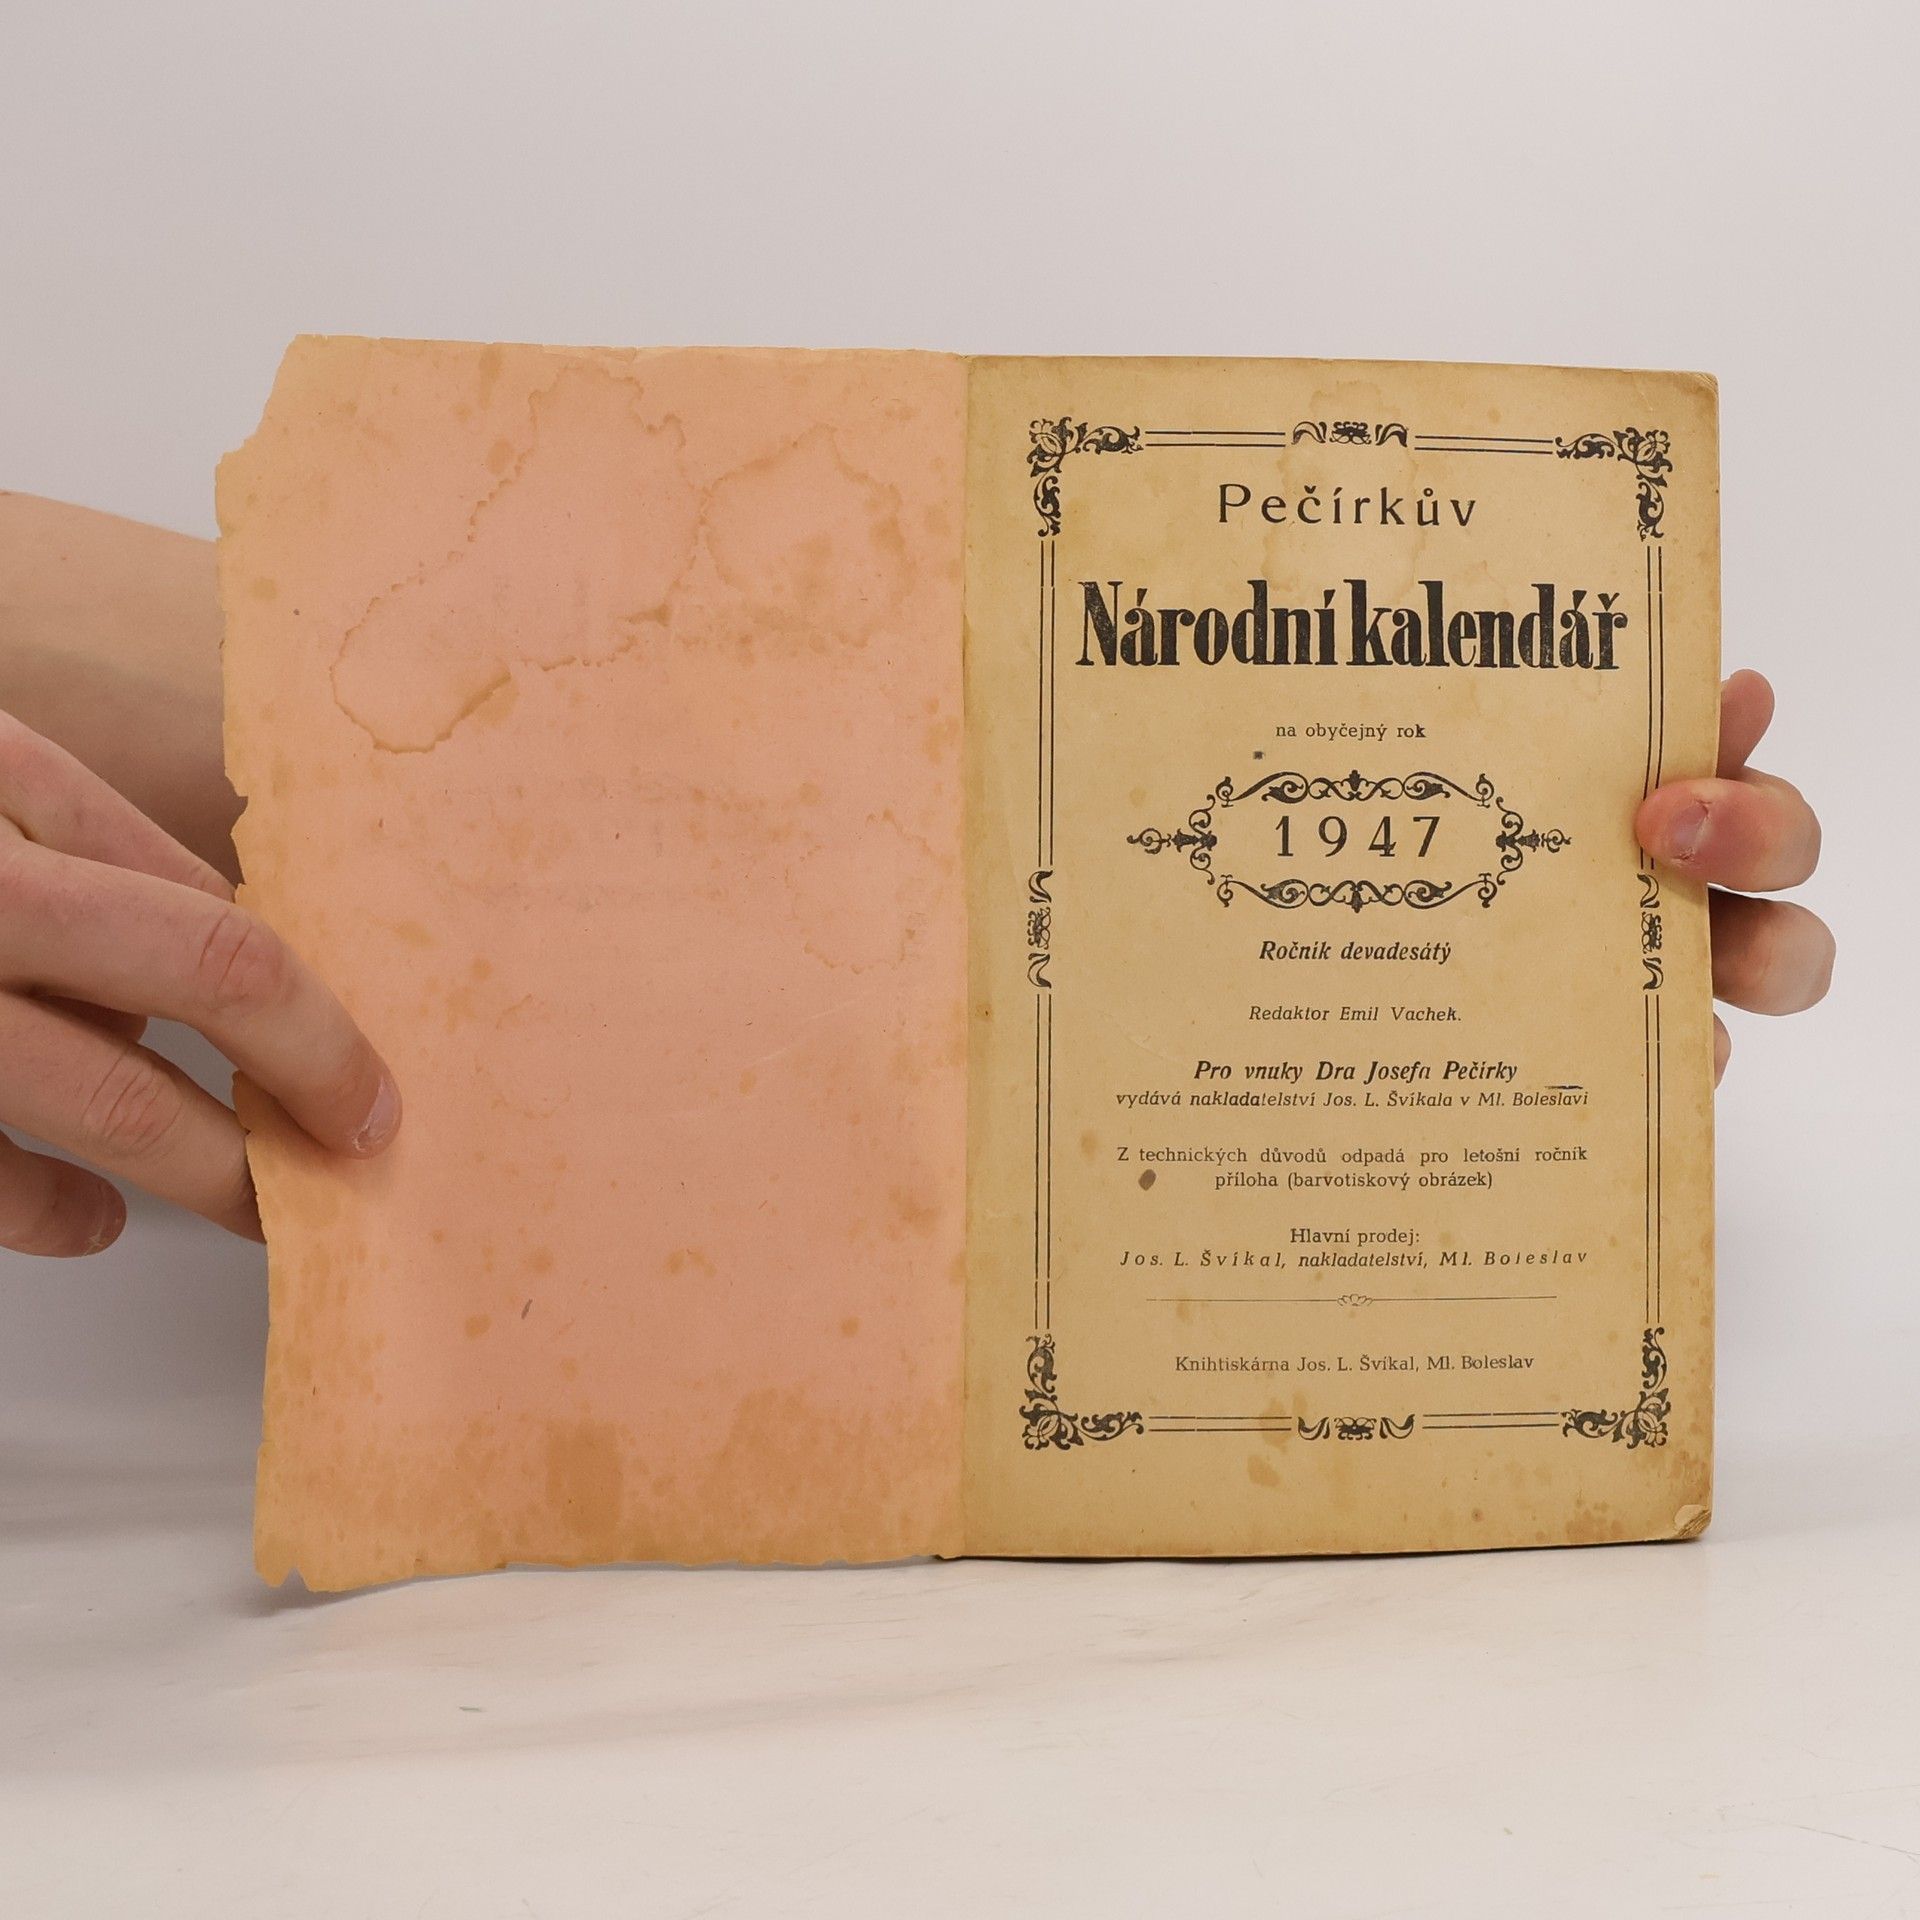 Pečírkův
Národní kalendář
na obyčejný rok
1947
Ročník devadesátý
Redaktor Emil Vachek.
Pro vnuky Dra Josefa Pečírky
vydává nakladatelství Jos. L. Švíkala v Ml. Boleslavi
Z technických důvodů odpadá pro letošní ročník
příloha (barvotiskový obrázek)
Hlavní prodej:
Jos. L. Švíkal, nakladatelství, Ml. Boleslav
Knihtiskárna Jos. L. Švíkal, Ml. Boleslav